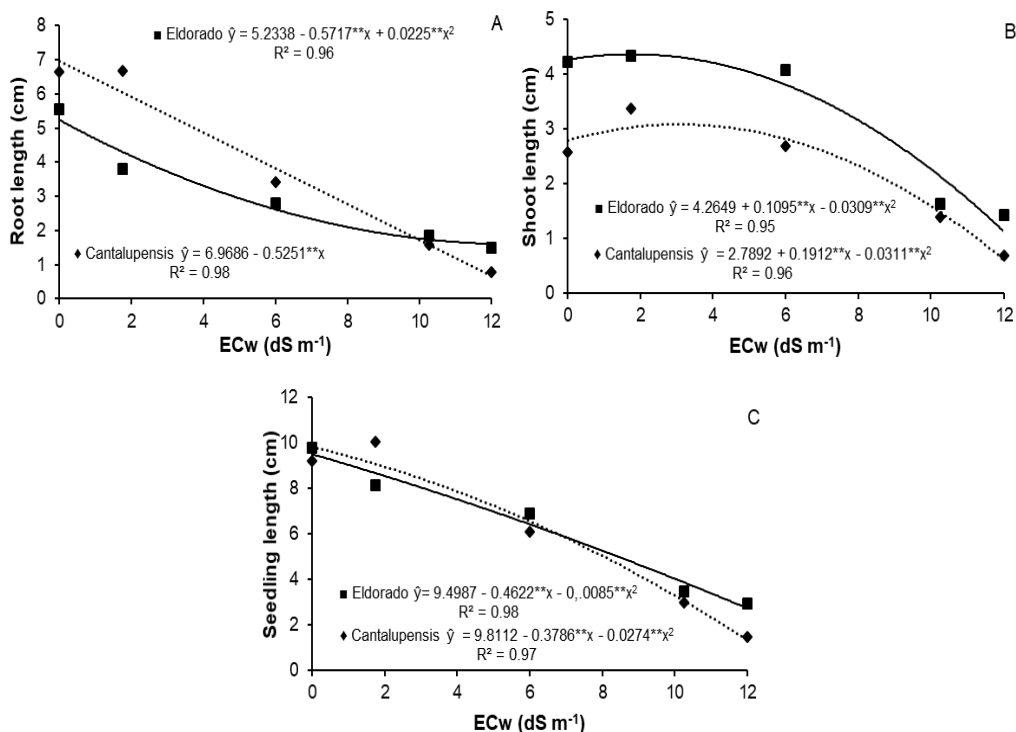 A
■ Eldorado ŷ = 5.2338 - 0.5717**x + 0.0225**x²
R² = 0.96
8
7
6
5
4
3
2
1
0
Root length (cm)
♦ Cantalupensis ŷ = 6.9686 - 0.5251**x
R² = 0.98
0 2 4 6 8 10 12
ECw (dS m⁻¹)
B
5
4
3
2
1
0
Shoot length (cm)
■ Eldorado ŷ = 4.2649 + 0.1095**x - 0.0309**x²
R² = 0.95
♦ Cantalupensis ŷ = 2.7892 + 0.1912**x - 0.0311**x²
R² = 0.96
0 2 4 6 8 10 12
ECw (dS m⁻¹)
C
12
10
8
6
4
2
0
Seedling length (cm)
■ Eldorado ŷ= 9.4987 - 0.4622**x - 0,.0085**x²
R² = 0.98
♦ Cantalupensis ŷ = 9.8112 - 0.3786**x - 0.0274**x²
R² = 0.97
0 2 4 6 8 10 12
ECw (dS m⁻¹)